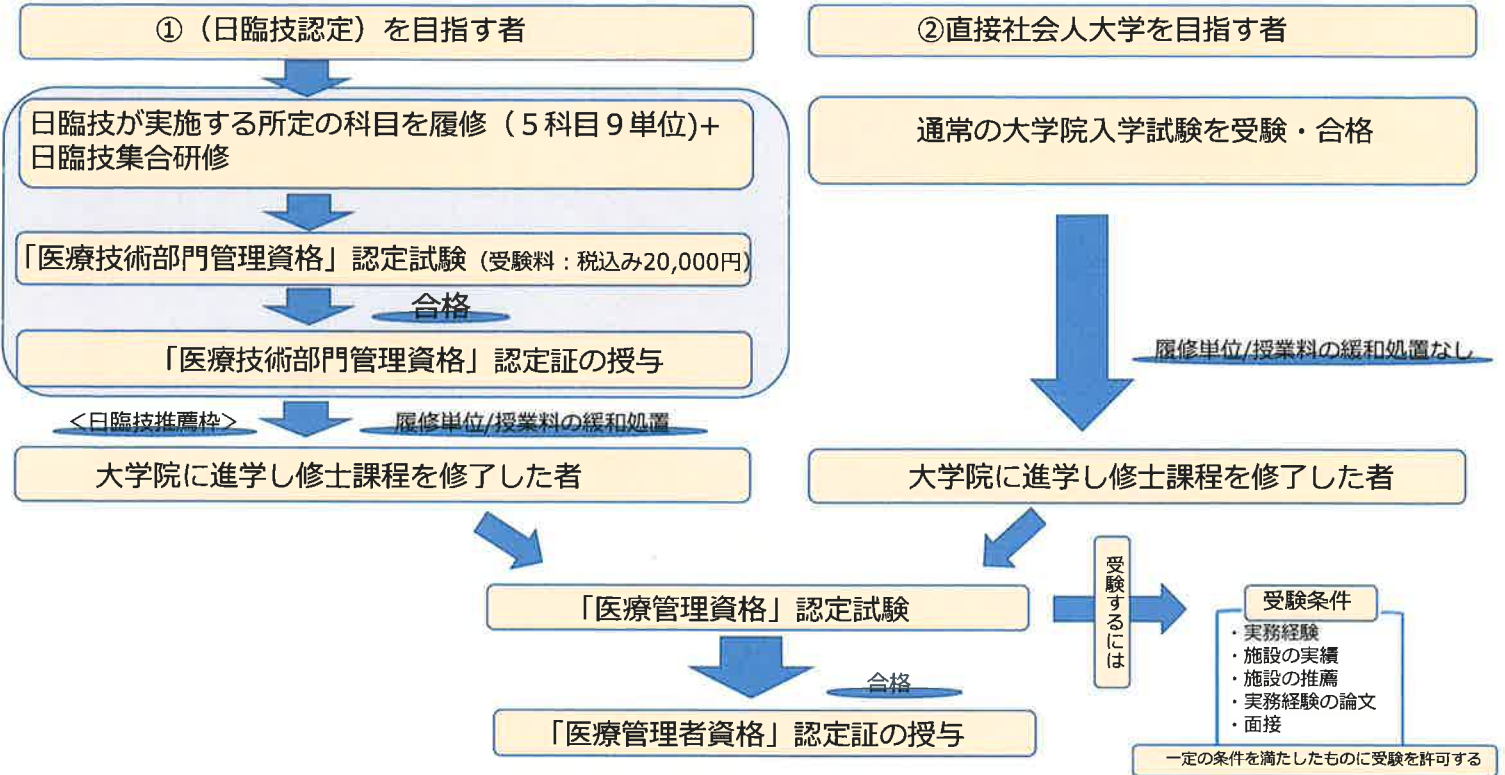 ①（日臨技認定）を目指す者
日臨技が実施する所定の科目を履修（５科目９単位)+
日臨技集合研修
「医療技術部門管理資格」認定試験（受験料：税込み20,000円）
合格
「医療技術部門管理資格」認定証の授与
＜日臨技推薦枠＞
履修単位/授業料の緩和処置
大学院に進学し修士課程を修了した者
②直接社会人大学を目指す者
通常の大学院入学試験を受験・合格
履修単位/授業料の緩和処置なし
大学院に進学し修士課程を修了した者
「医療管理資格」認定試験
受験するには
受験条件
・実務経験
・施設の実績
・施設の推薦
・実務経験の論文
・面接
一定の条件を満たしたものに受験を許可する
合格
「医療管理者資格」認定証の授与